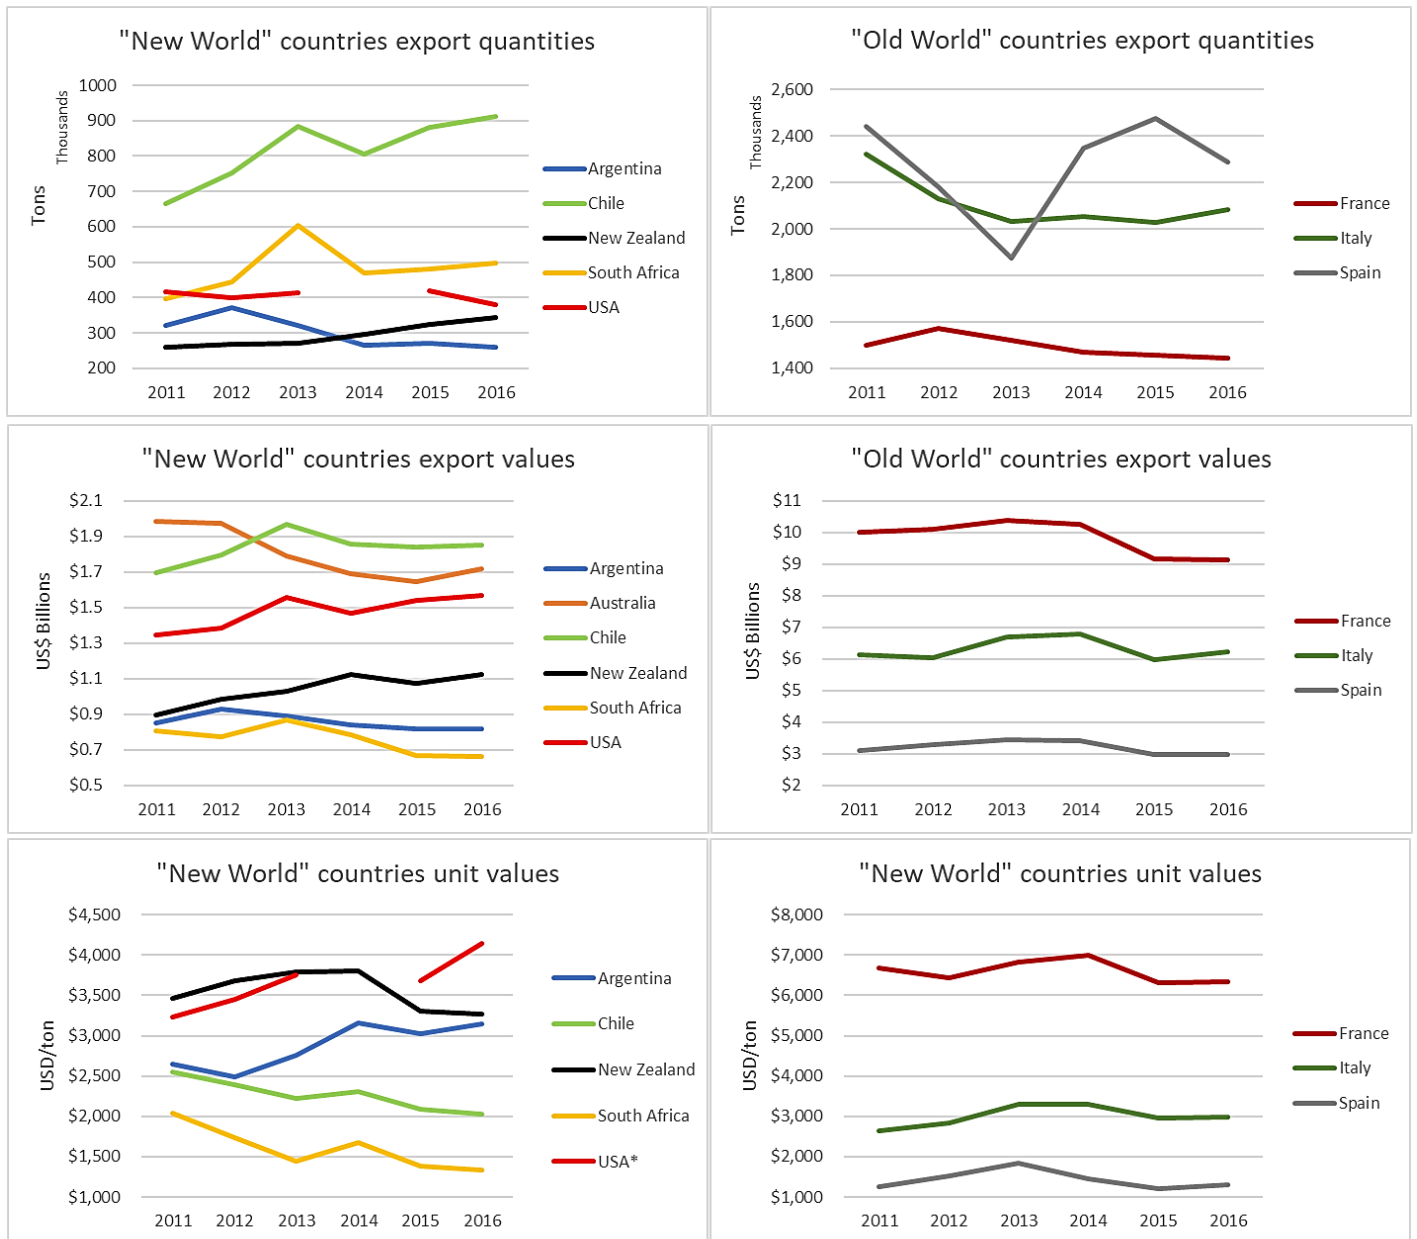 "New World" countries export quantities
Thousands
Tons
1000
900
800
700
600
500
400
300
200
2011 2012 2013 2014 2015 2016
Argentina
Chile
New Zealand
South Africa
USA
"Old World" countries export quantities
Thousands
Tons
2,600
2,400
2,200
2,000
1,800
1,600
1,400
2011 2012 2013 2014 2015 2016
France
Italy
Spain
"New World" countries export values
US$ Billions
$2.1
$1.9
$1.7
$1.5
$1.3
$1.1
$0.9
$0.7
$0.5
2011 2012 2013 2014 2015 2016
Argentina
Australia
Chile
New Zealand
South Africa
USA
"Old World" countries export values
US$ Billions
$11
$10
$9
$8
$7
$6
$5
$4
$3
$2
2011 2012 2013 2014 2015 2016
France
Italy
Spain
"New World" countries unit values
USD/ton
$4,500
$4,000
$3,500
$3,000
$2,500
$2,000
$1,500
$1,000
2011 2012 2013 2014 2015 2016
Argentina
Chile
New Zealand
South Africa
USA*
"New World" countries unit values
USD/ton
$8,000
$7,000
$6,000
$5,000
$4,000
$3,000
$2,000
$1,000
2011 2012 2013 2014 2015 2016
France
Italy
Spain